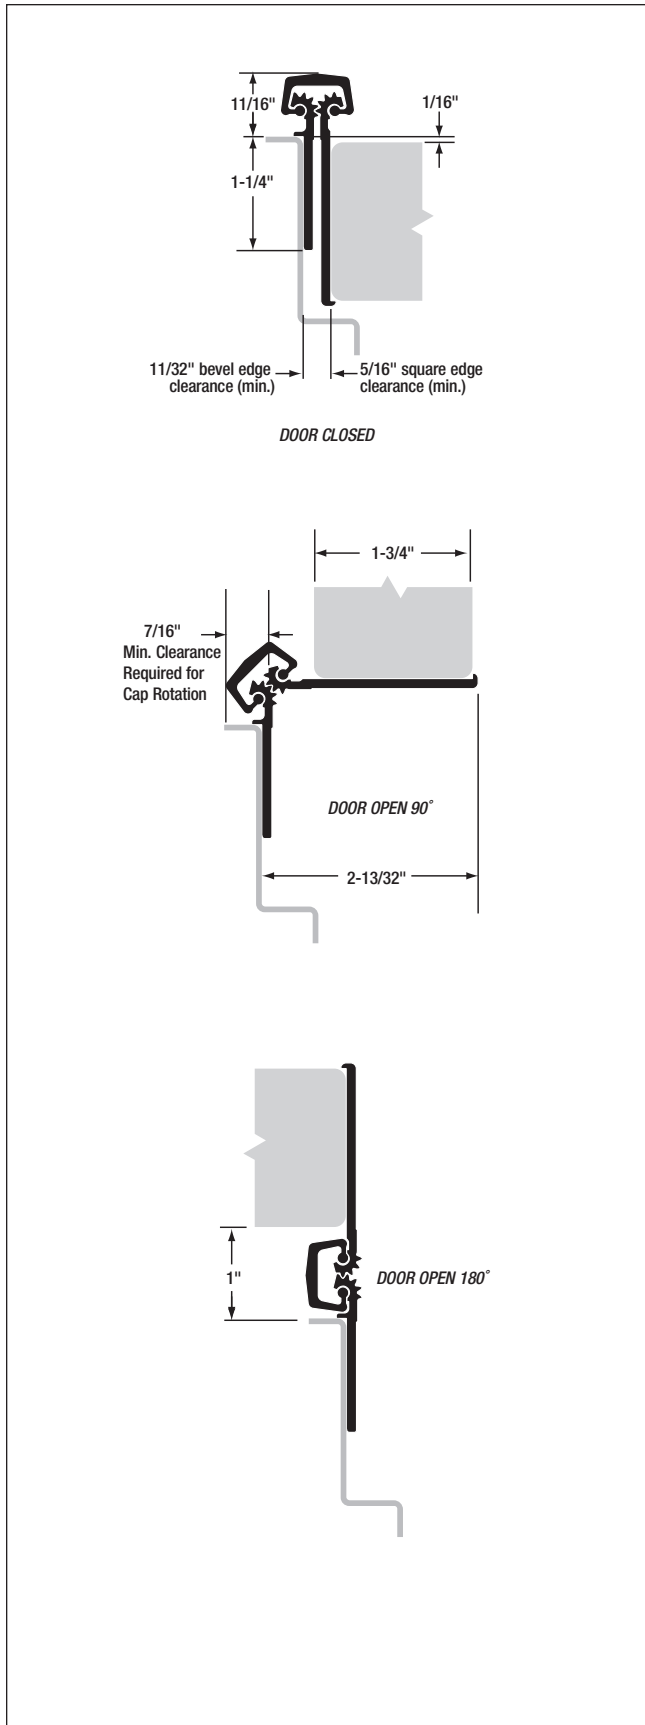 11/16"
1/16"
1-1/4"
11/32" bevel edge
clearance (min.)
5/16" square edge
clearance (min.)
DOOR CLOSED
1-3/4"
7/16"
Min. Clearance
Required for
Cap Rotation
DOOR OPEN 90°
2-13/32"
1"
DOOR OPEN 180°